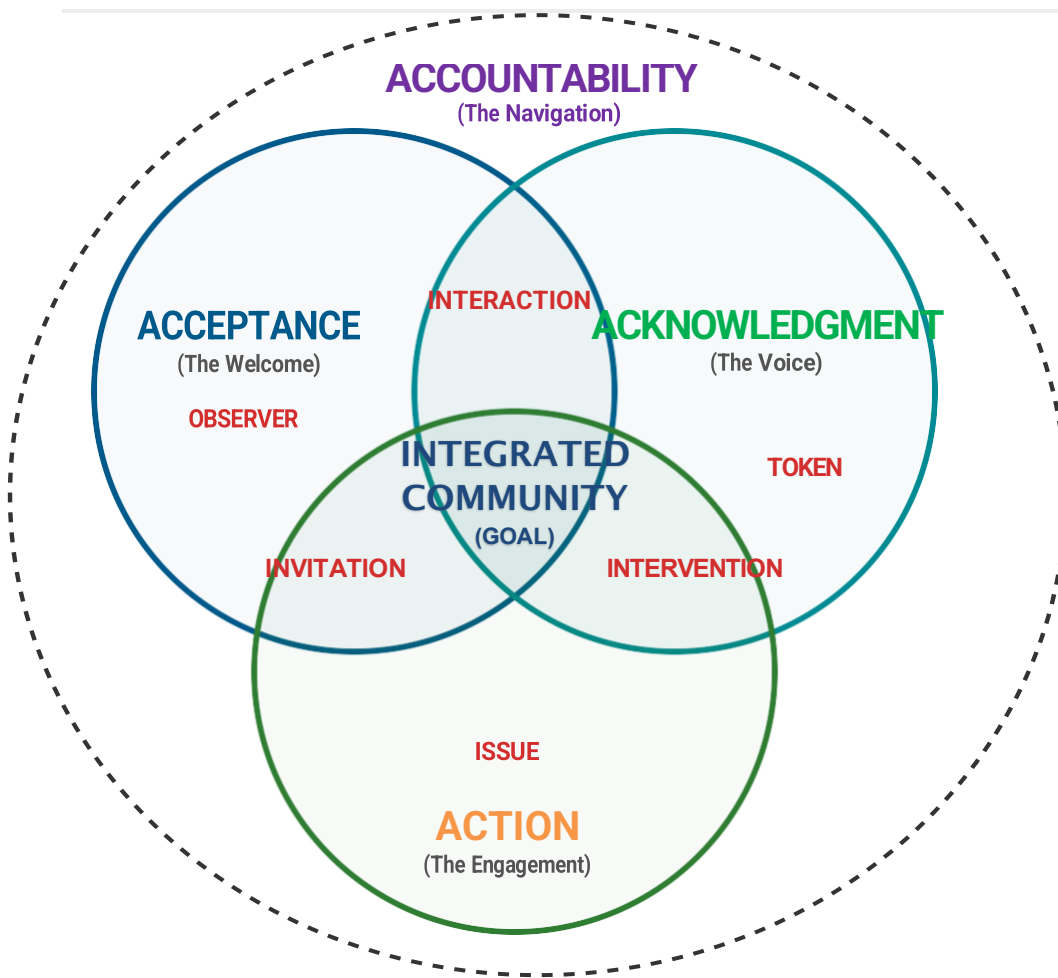 ACCOUNTABILITY
(The Navigation)
INTERACTION
ACCEPTANCE
(The Welcome)
OBSERVER
ACKNOWLEDGMENT
(The Voice)
TOKEN
INTEGRATED
COMMUNITY
(GOAL)
INVITATION
INTERVENTION
ISSUE
ACTION
(The Engagement)